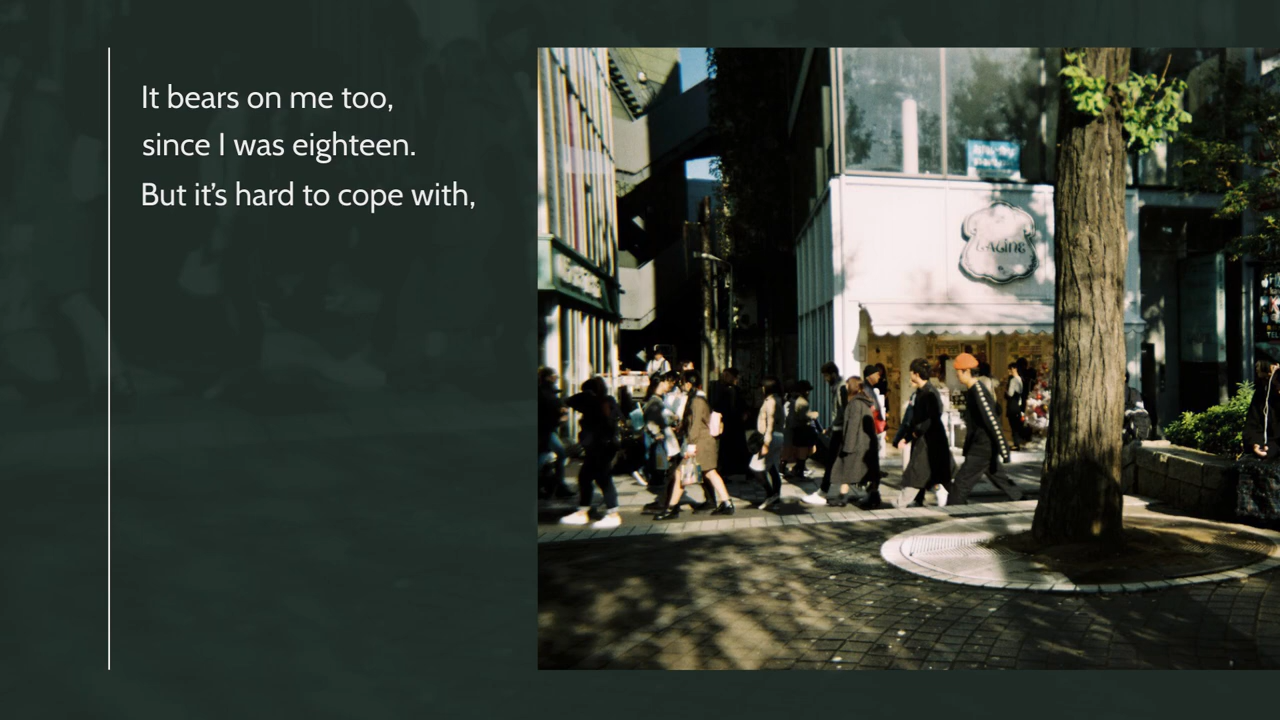 It bears on me too,
since I was eighteen.
But it's hard to cope with,